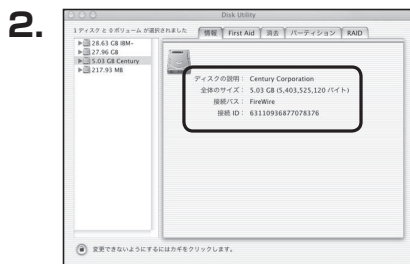 2.
Disk Utility
1 ディスク と 0 ボリューム が選択されました
情報 First Aid 消去 パーティション RAID
28.63 GB IBM-
27.96 GB
5.03 GB Century
217.93 MB
ディスクの説明： Century Corporation
全体のサイズ： 5.03 GB (5,403,525,120 バイト)
接続バス： FireWire
接続 ID： 63110936877078376
変更できないようにするにはカギをクリックします。